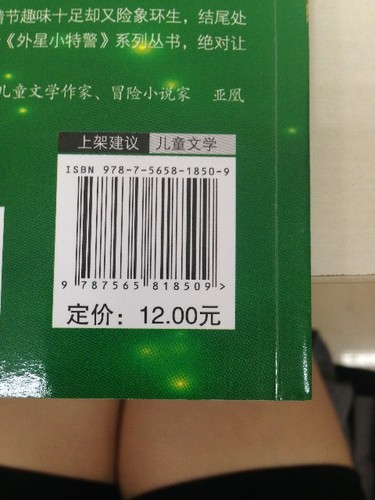 情节趣味十足却又险象环生，结尾处
《外星小特警》系列丛书，绝对让
儿童文学作家、冒险小说家 亚凰
上架建议 儿童文学
ISBN 978-7-5658-1850-9
9 787565 818509 >
定价：12.00元